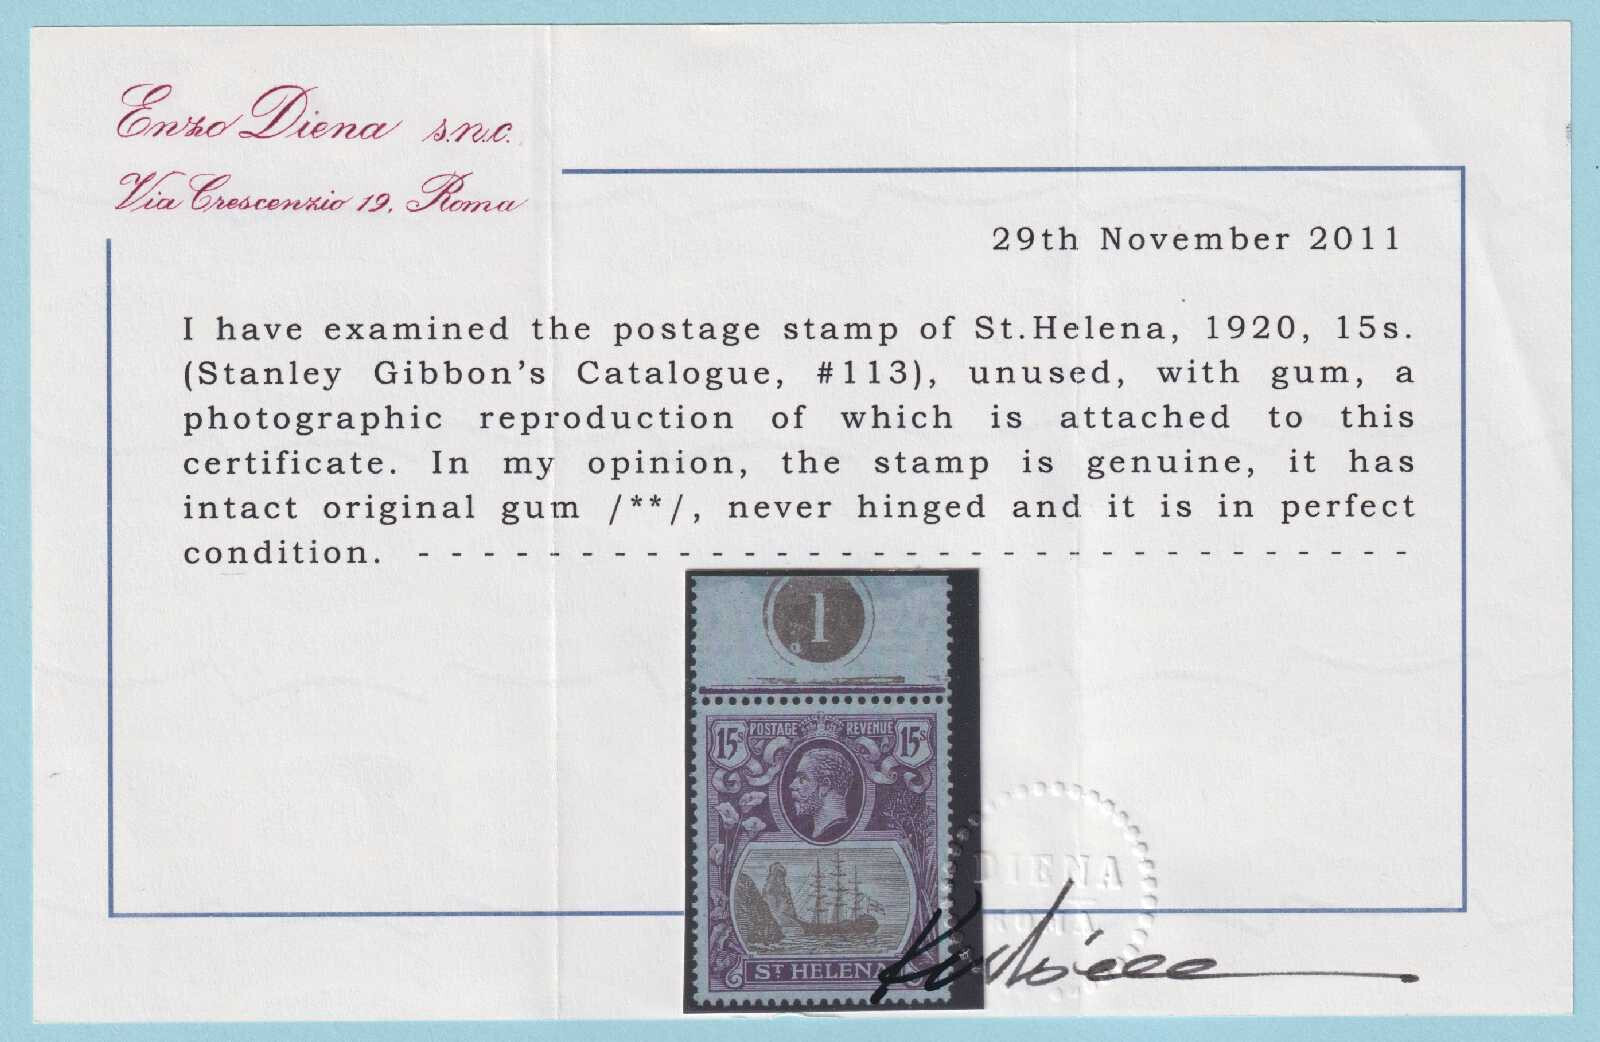 Enzo Diena s.n.c.
Via Crescenzio 19, Roma
29th November 2011
I have examined the postage stamp of St.Helena, 1920, 15s.
(Stanley Gibbon's Catalogue, #113), unused, with gum, a
photographic reproduction of which is attached to this
certificate. In my opinion, the stamp is genuine, it has
intact original gum /**/, never hinged and it is in perfect
condition. - - - - - - - - - - - - - - - - - - - - - - - - - - - - - -
1
15s POSTAGE REVENUE 15s
DIENA
ROMA
ST HELENA